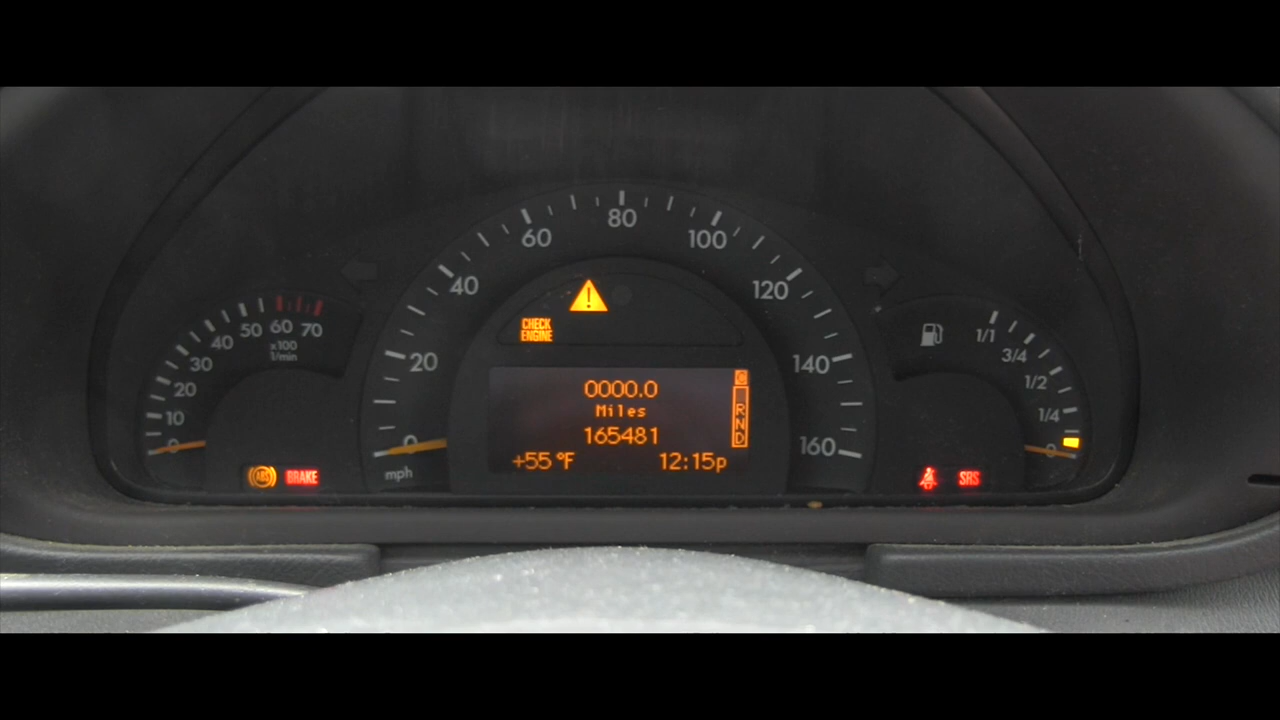 80
60
100
40
120
20
140
0
160
mph
CHECK
ENGINE
0000.0
Miles
165481
+55 °F
12:15p
R
N
D
50 60 70
40
30
20
10
0
x100
1/min
ABS
BRAKE
1/1
3/4
1/2
1/4
0
SRS